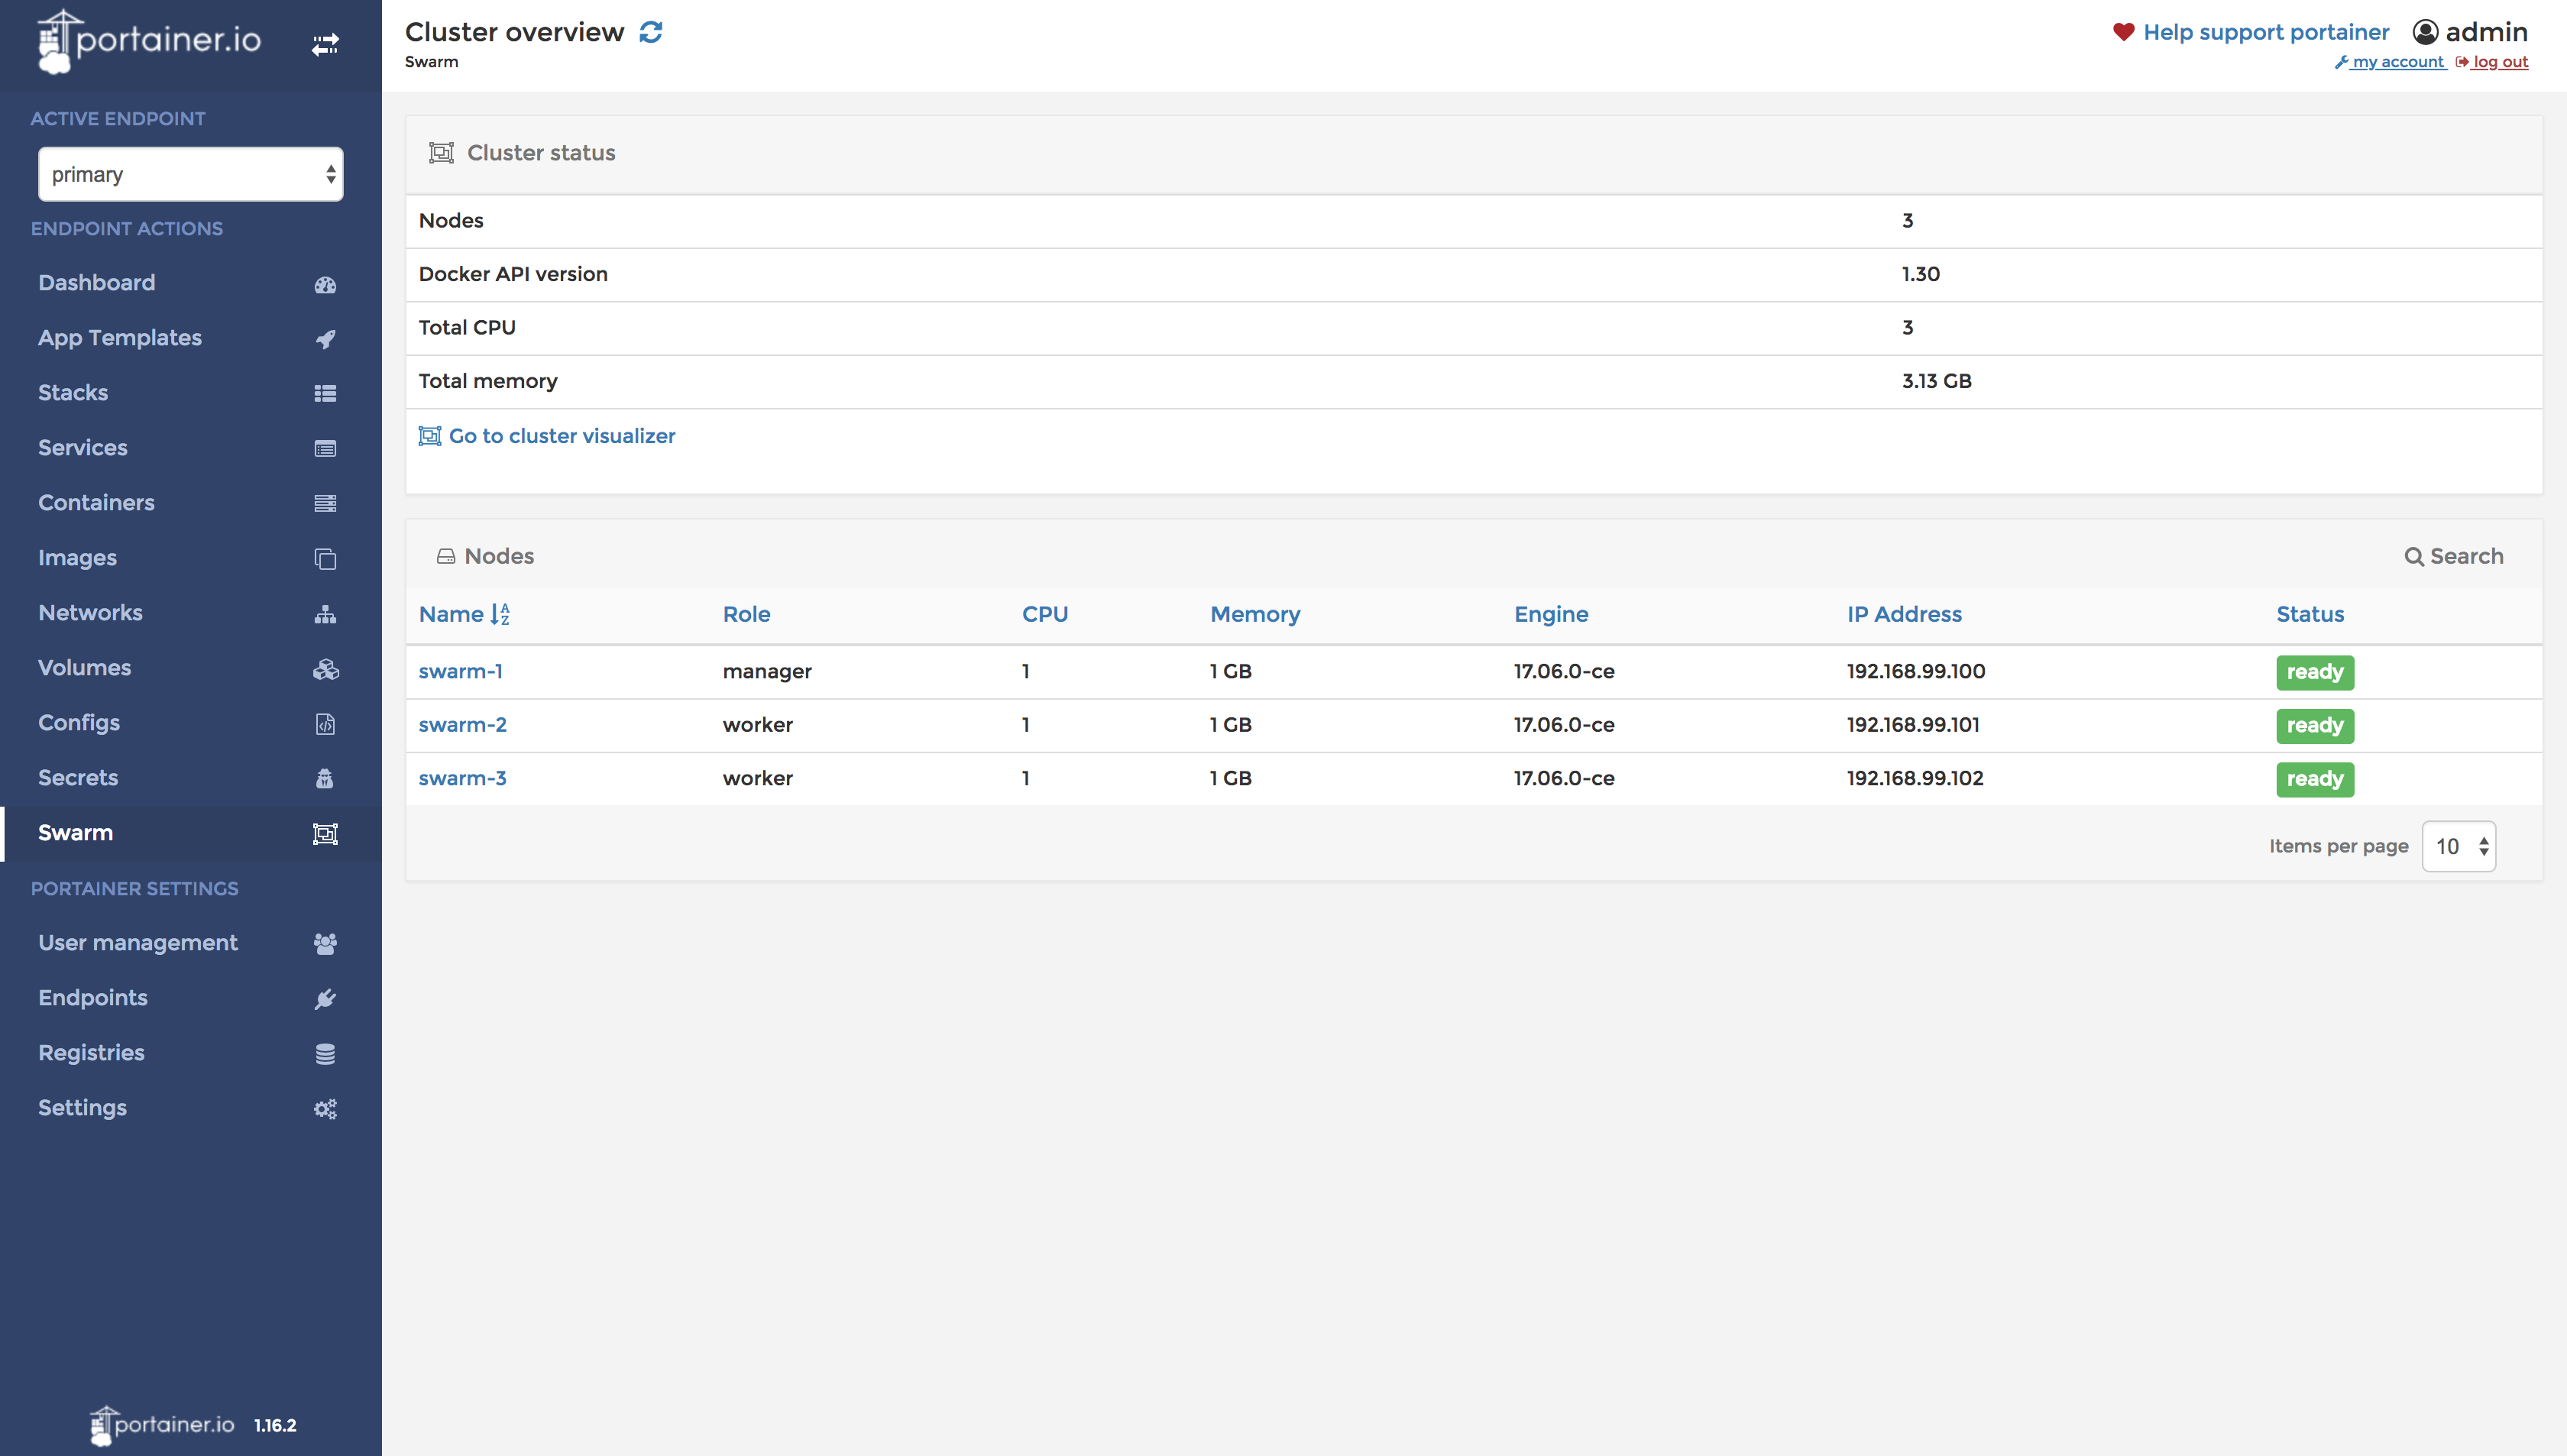 portainer.io
ACTIVE ENDPOINT
primary
ENDPOINT ACTIONS
Dashboard
App Templates
Stacks
Services
Containers
Images
Networks
Volumes
Configs
Secrets
Swarm
PORTAINER SETTINGS
User management
Endpoints
Registries
Settings
portainer.io 1.16.2
Cluster overview
Swarm
Help support portainer admin
my account log out
Cluster status
Nodes 3
Docker API version 1.30
Total CPU 3
Total memory 3.13 GB
Go to cluster visualizer
Nodes Search
Name Role CPU Memory Engine IP Address Status
swarm-1 manager 1 1 GB 17.06.0-ce 192.168.99.100 ready
swarm-2 worker 1 1 GB 17.06.0-ce 192.168.99.101 ready
swarm-3 worker 1 1 GB 17.06.0-ce 192.168.99.102 ready
Items per page 10